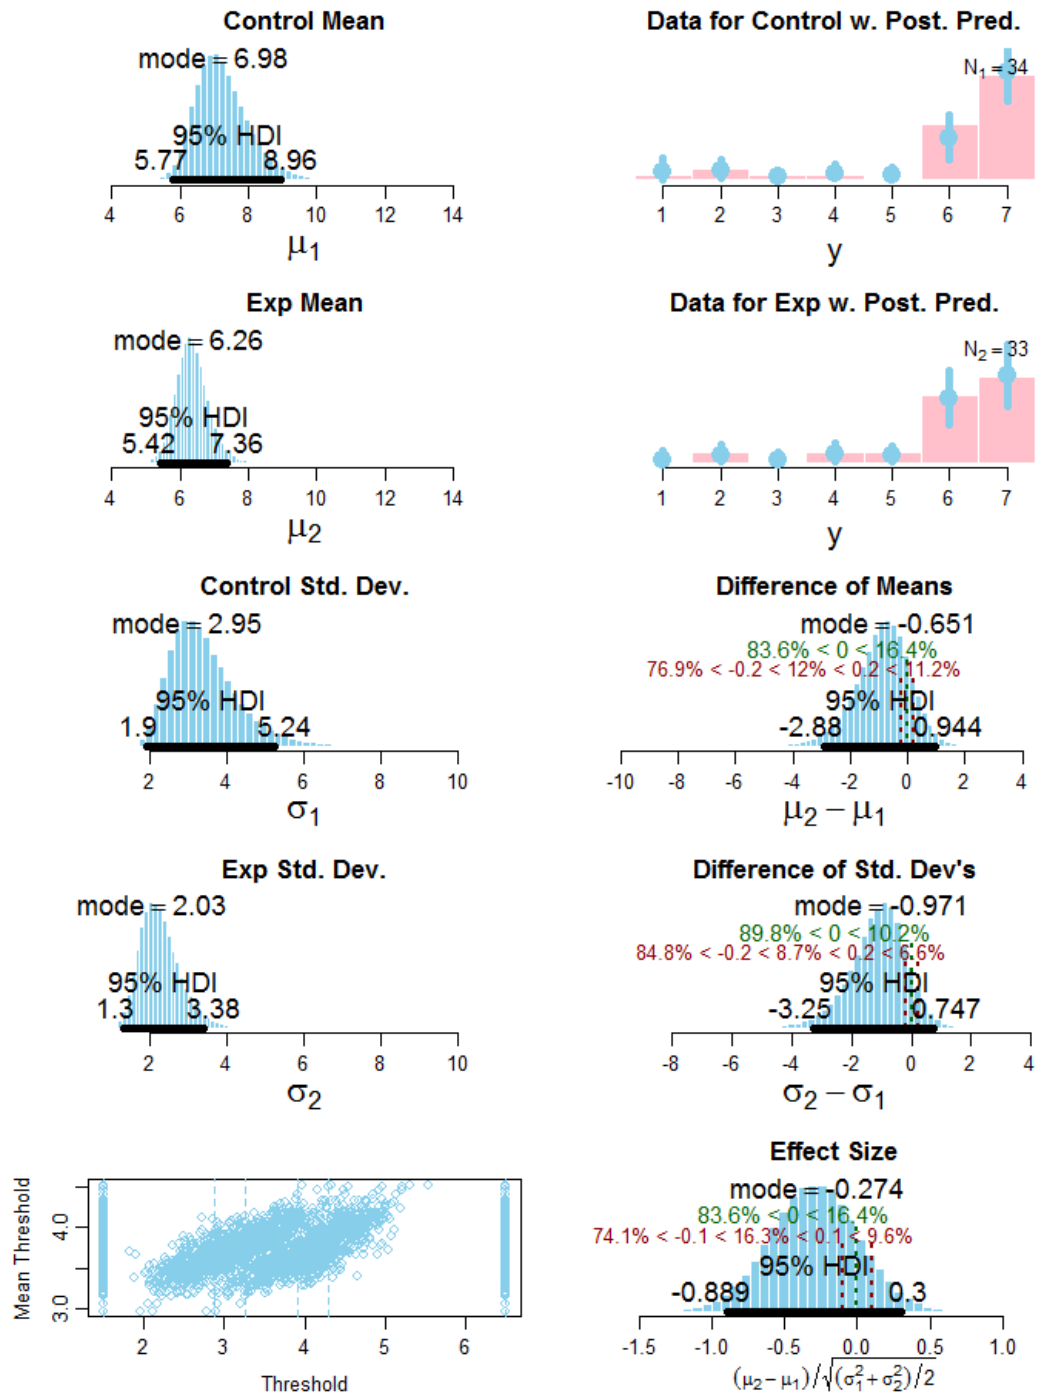 Control Mean
mode = 6.98
95% HDI
5.77 8.96
4 6 8 10 12 14
μ1
Data for Control w. Post. Pred.
N1 = 34
1 2 3 4 5 6 7
y
Exp Mean
mode = 6.26
95% HDI
5.42 7.36
4 6 8 10 12 14
μ2
Data for Exp w. Post. Pred.
N2 = 33
1 2 3 4 5 6 7
y
Control Std. Dev.
mode = 2.95
95% HDI
1.9 5.24
2 4 6 8 10
σ1
Difference of Means
mode = -0.651
83.6% < 0 < 16.4%
76.9% < -0.2 < 12% < 0.2 < 11.2%
95% HDI
-2.88 0.944
-10 -8 -6 -4 -2 0 2 4
μ2 − μ1
Exp Std. Dev.
mode = 2.03
95% HDI
1.3 3.38
2 4 6 8 10
σ2
Difference of Std. Dev's
mode = -0.971
89.8% < 0 < 10.2%
84.8% < -0.2 < 8.7% < 0.2 < 6.6%
95% HDI
-3.25 0.747
-8 -6 -4 -2 0 2 4
σ2 − σ1
Mean Threshold
3.0 4.0
2 3 4 5 6
Threshold
Effect Size
mode = -0.274
83.6% < 0 < 16.4%
74.1% < -0.1 < 16.3% < 0.1 < 9.6%
95% HDI
-0.889 0.3
-1.5 -1.0 -0.5 0.0 0.5 1.0
(μ2 − μ1)/√(σ1² + σ2²)/2